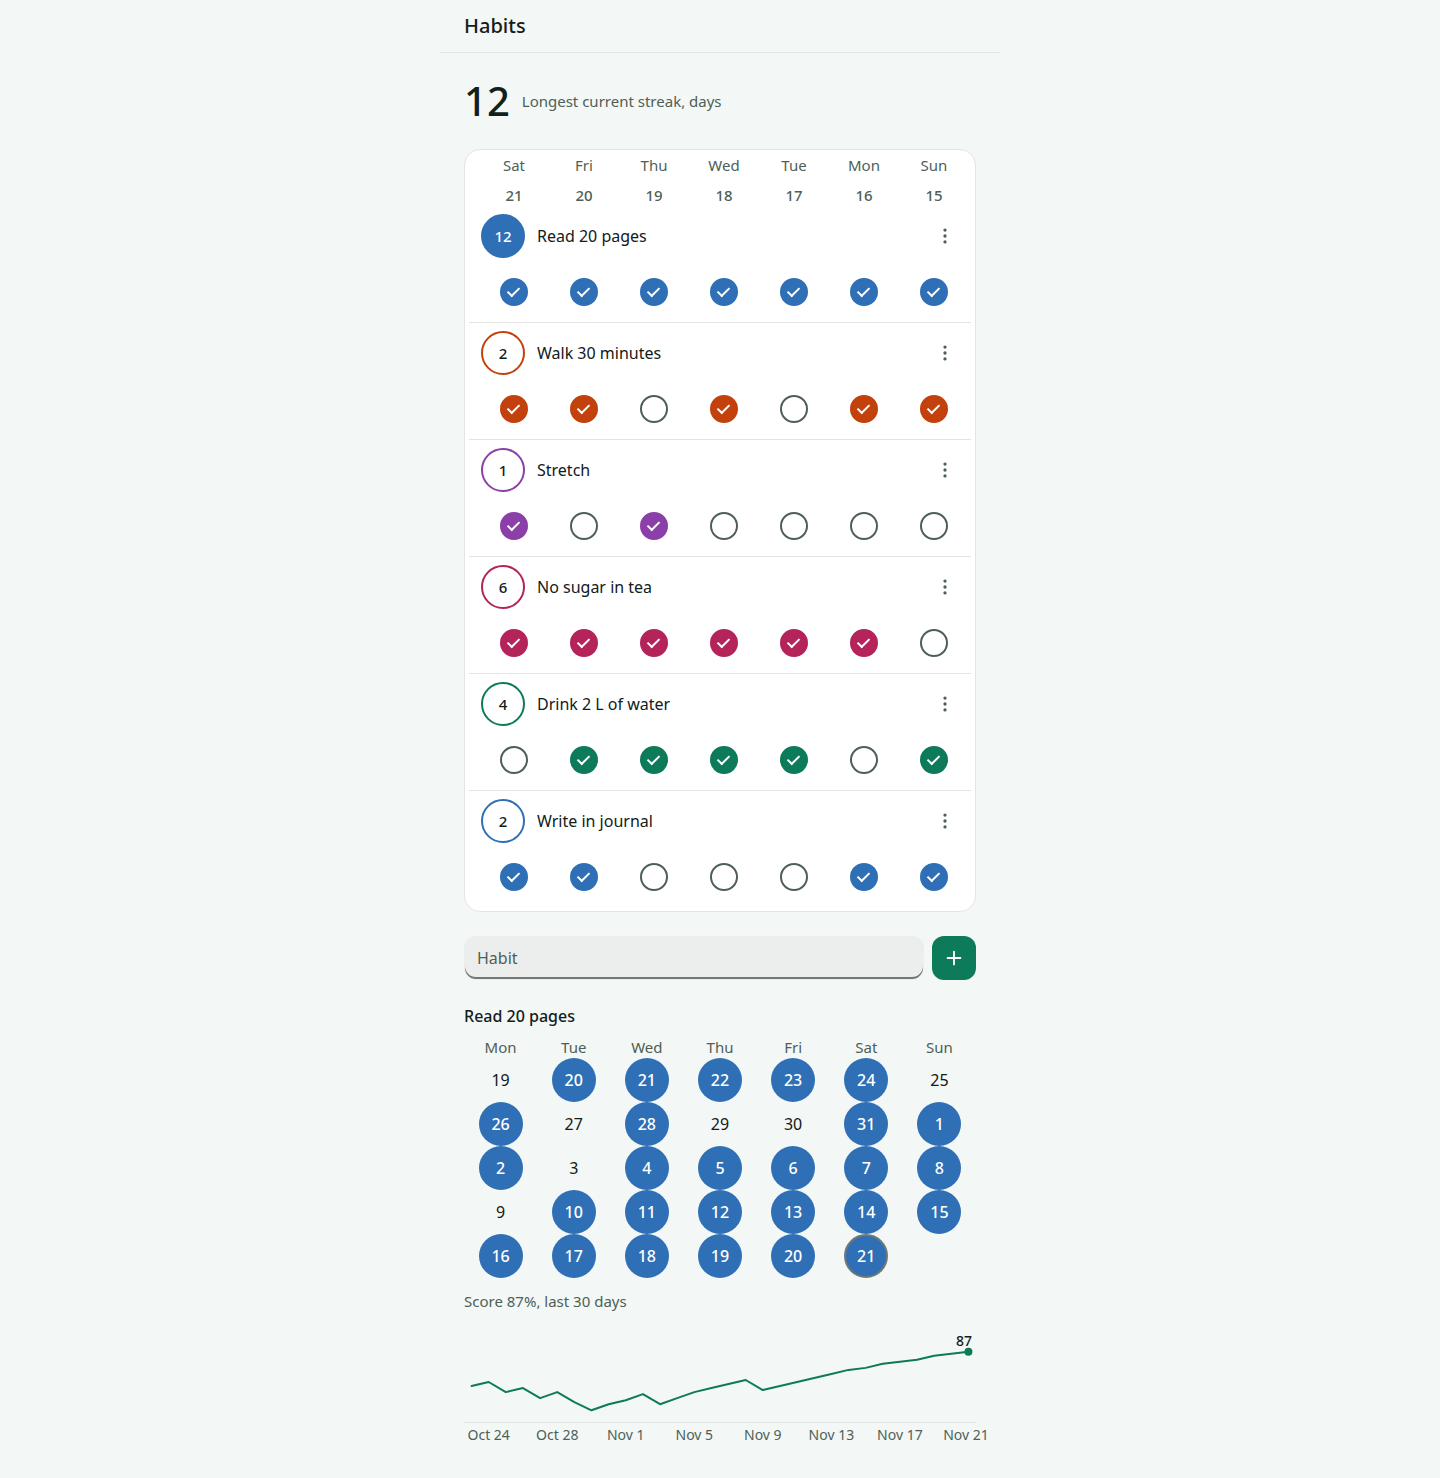 Habits
12 Longest current streak, days
Sat Fri Thu Wed Tue Mon Sun
21 20 19 18 17 16 15
12 Read 20 pages
2 Walk 30 minutes
1 Stretch
6 No sugar in tea
4 Drink 2 L of water
2 Write in journal
Habit
Read 20 pages
Mon Tue Wed Thu Fri Sat Sun
19 20 21 22 23 24 25
26 27 28 29 30 31 1
2 3 4 5 6 7 8
9 10 11 12 13 14 15
16 17 18 19 20 21
Score 87%, last 30 days
87
Oct 24 Oct 28 Nov 1 Nov 5 Nov 9 Nov 13 Nov 17 Nov 21